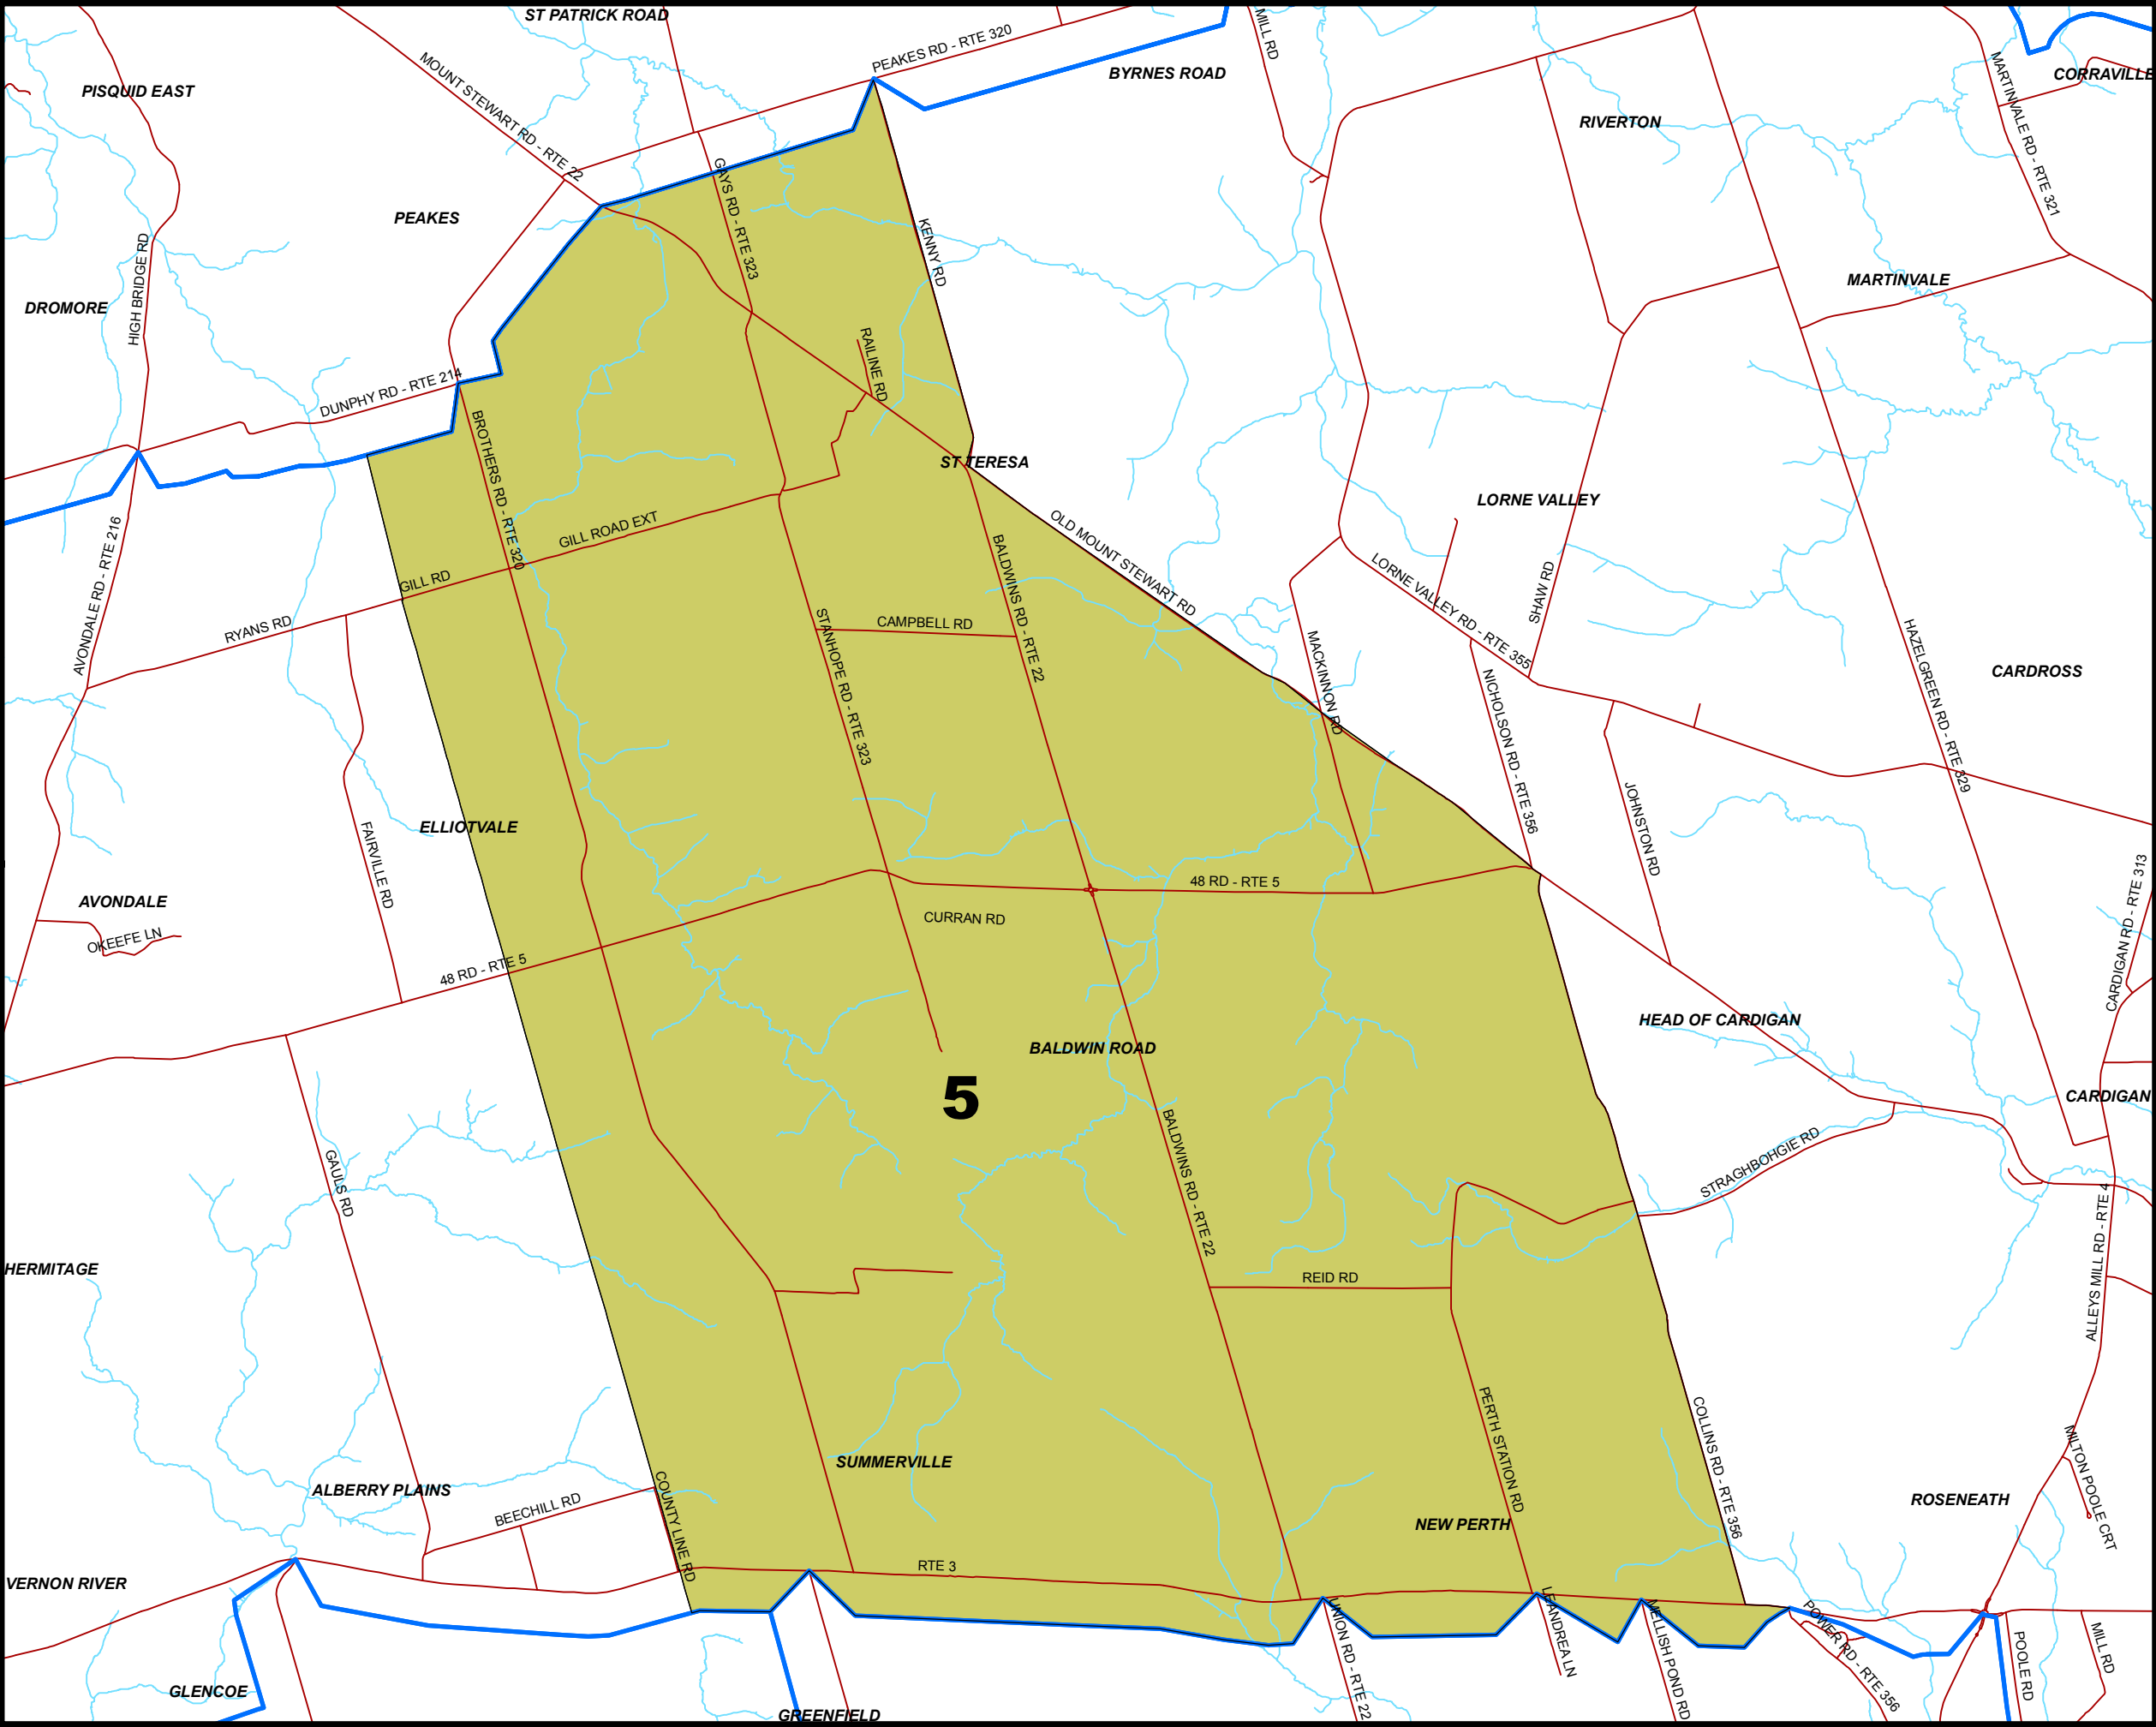 ST PATRICK ROAD
PEAKES RD - RTE 320
MILL RD
BYRNES ROAD
CORRAVILLE
PISQUID EAST
MOUNT STEWART RD - RTE 22
RIVERTON
MARTINVALE RD - RTE 321
GAYS RD - RTE 323
PEAKES
KENNY RD
HIGH BRIDGE RD
DROMORE
MARTINVALE
RAILINE RD
DUNPHY RD - RTE 214
BROTHERS RD - RTE 320
ST TERESA
LORNE VALLEY
GILL ROAD EXT
OLD MOUNT STEWART RD
BALDWINS RD - RTE 22
AVONDALE RD - RTE 216
GILL RD
LORNE VALLEY RD - RTE 355
SHAW RD
RYANS RD
CAMPBELL RD
STANHOPE RD - RTE 323
MACKINNON RD
HAZELGREEN RD - RTE 329
CARDROSS
NICHOLSON RD - RTE 356
JOHNSTON RD
ELLIOTVALE
FAIRVILLE RD
48 RD - RTE 5
CARDIGAN RD - RTE 313
AVONDALE
CURRAN RD
OKEEFE LN
48 RD - RTE 5
HEAD OF CARDIGAN
BALDWIN ROAD
5
CARDIGAN
BALDWINS RD - RTE 22
STRAGHBOHGIE RD
GAULS RD
ALLEYS MILL RD - RTE 4
HERMITAGE
REID RD
PERTH STATION RD
COLLINS RD - RTE 356
MILTON POOLE CRT
SUMMERVILLE
COUNTY LINE RD
ALBERRY PLAINS
BEECHILL RD
ROSENEATH
NEW PERTH
RTE 3
VERNON RIVER
UNION RD - RTE 22
LEANDREA LN
MELLISH POND RD
POWER RD - RTE 356
POOLE RD
MILL RD
GLENCOE
GREENFIELD